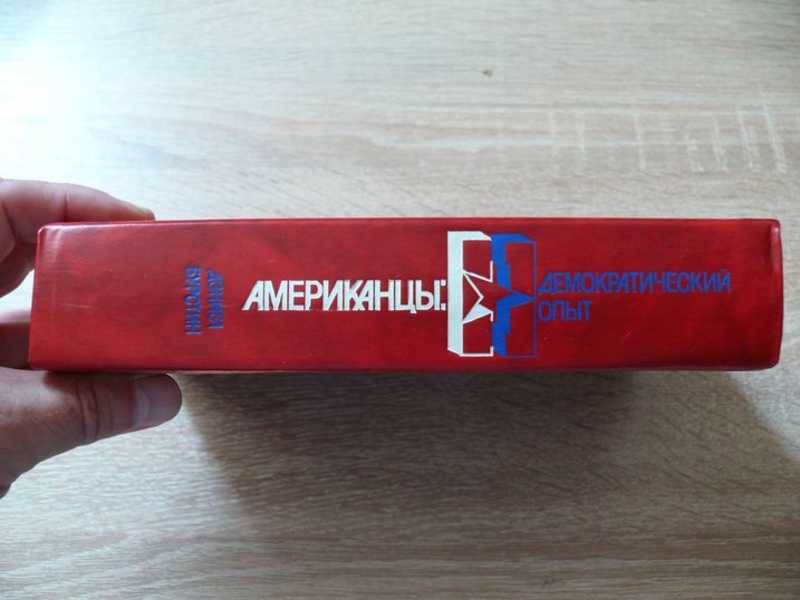 ДЭНИЕЛ
БУРСТИН
АМЕРИКАНЦЫ:
ДЕМОКРАТИЧЕСКИЙ
ОПЫТ